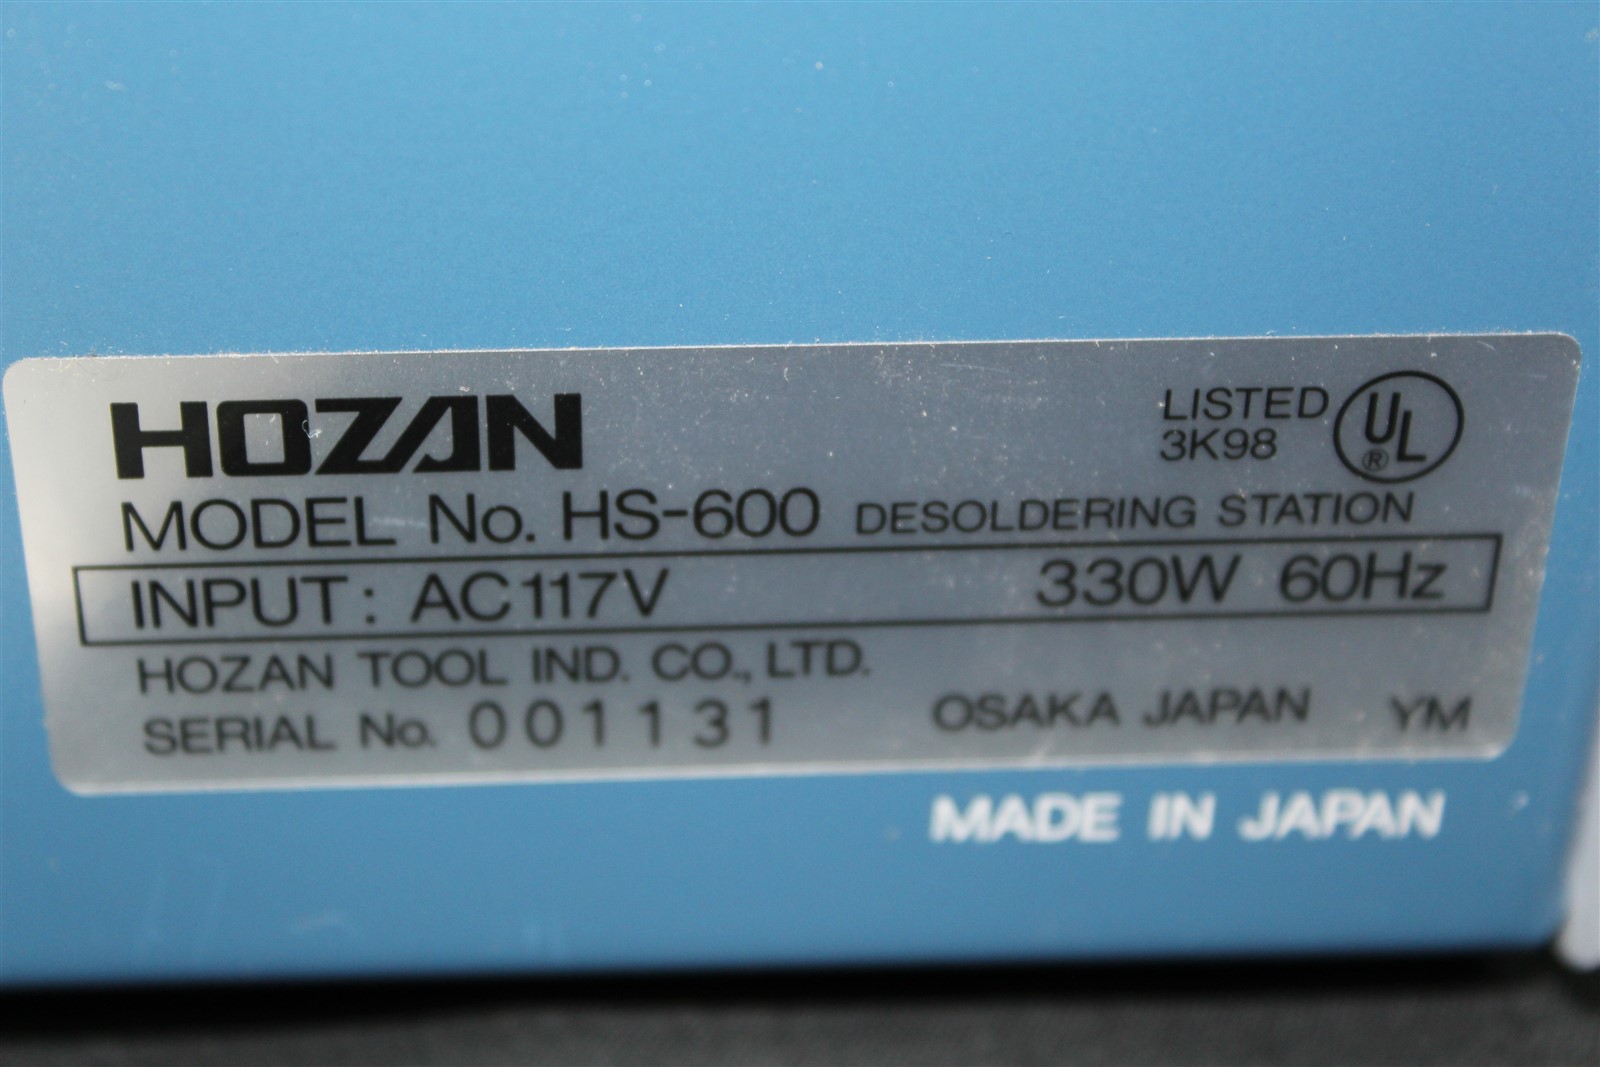 HOZAN
LISTED UL ®
3K98
MODEL No. HS-600 DESOLDERING STATION
INPUT: AC117V 330W 60Hz
HOZAN TOOL IND. CO., LTD.
SERIAL No. 001131 OSAKA JAPAN YM
MADE IN JAPAN